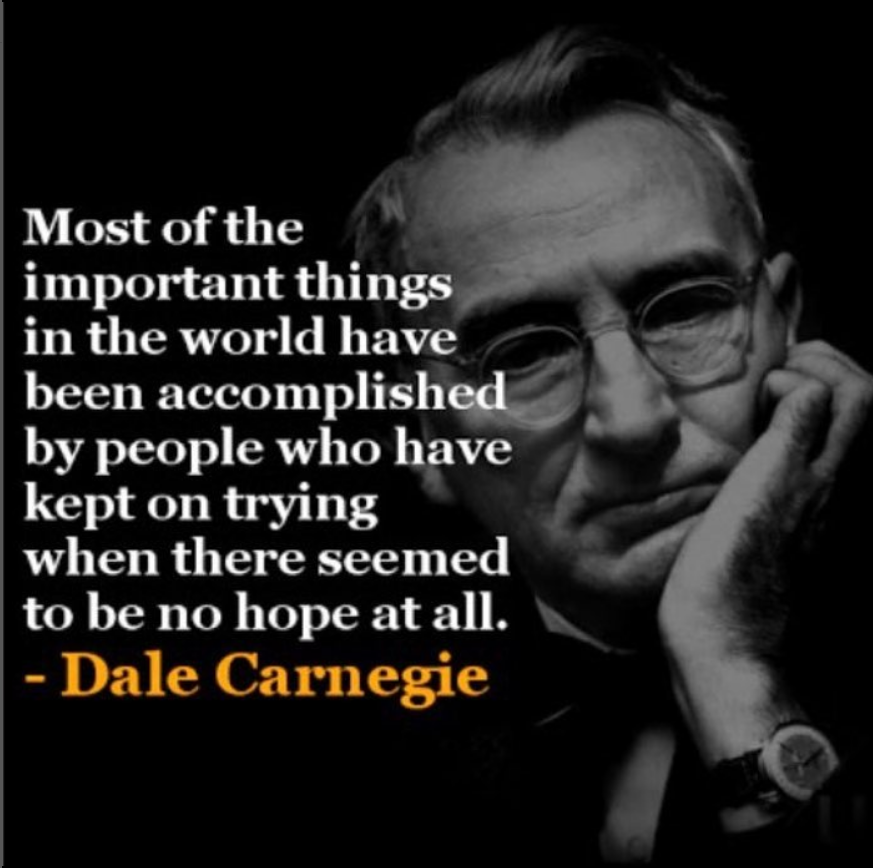 Most of the
important things
in the world have
been accomplished
by people who have
kept on trying
when there seemed
to be no hope at all.
- Dale Carnegie